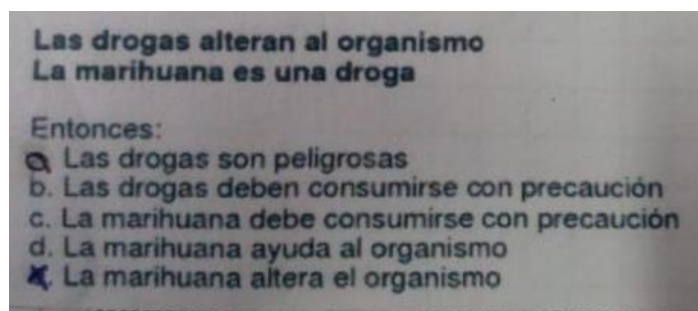 Las drogas alteran al organismo
La marihuana es una droga
Entonces:
a Las drogas son peligrosas
b. Las drogas deben consumirse con precaución
c. La marihuana debe consumirse con precaución
d. La marihuana ayuda al organismo
La marihuana altera el organismo